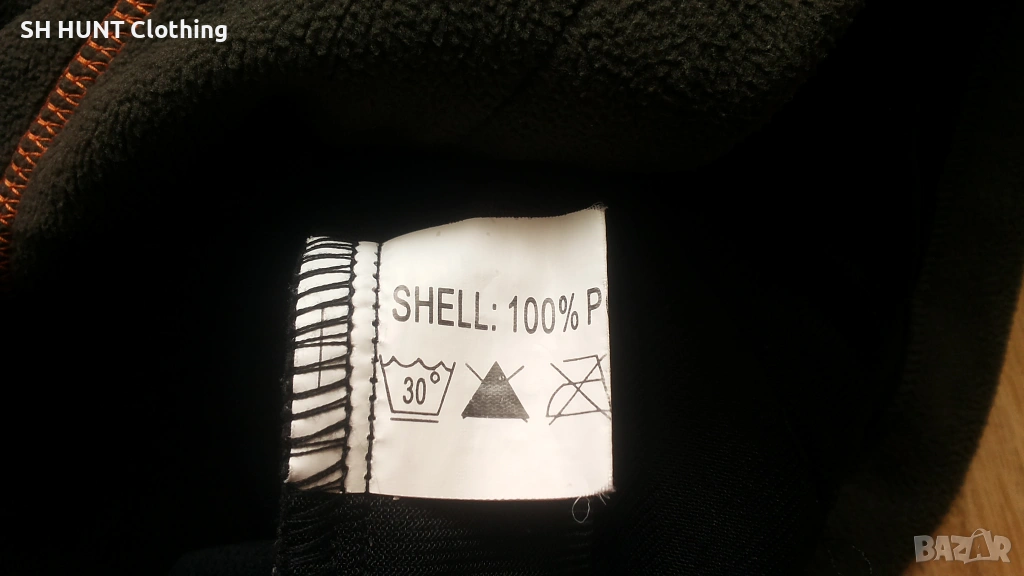 SH HUNT Clothing
SHELL: 100% P
30°
BAZAR